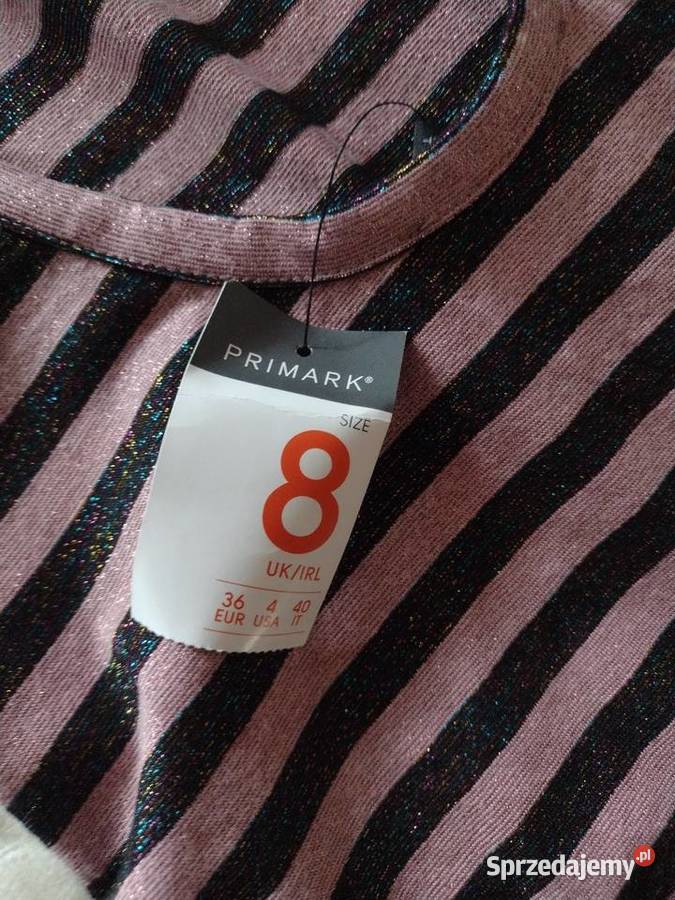 PRIMARK®
SIZE
8
UK/IRL
36 4 40
EUR USA IT
Sprzedajemy.pl